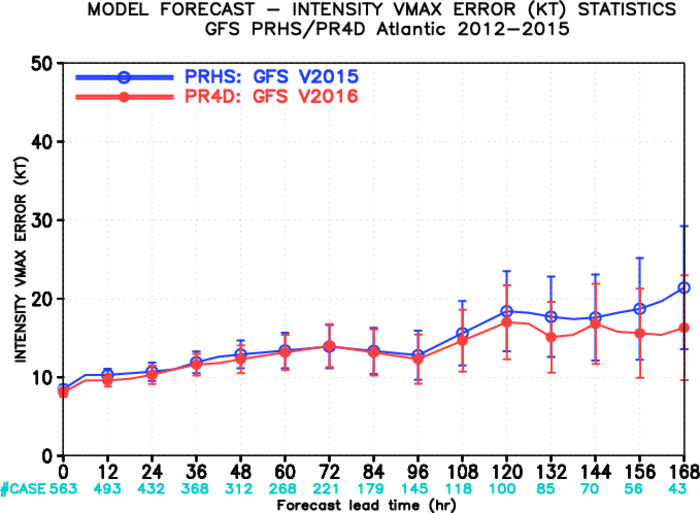 MODEL FORECAST – INTENSITY VMAX ERROR (KT) STATISTICS
GFS PRHS/PR4D Atlantic 2012–2015
PRHS: GFS V2015
PR4D: GFS V2016
INTENSITY VMAX ERROR (KT)
50
40
30
20
10
0
0 12 24 36 48 60 72 84 96 108 120 132 144 156 168
#CASE 563 493 432 368 312 268 221 179 145 118 100 85 70 56 43
Forecast lead time (hr)